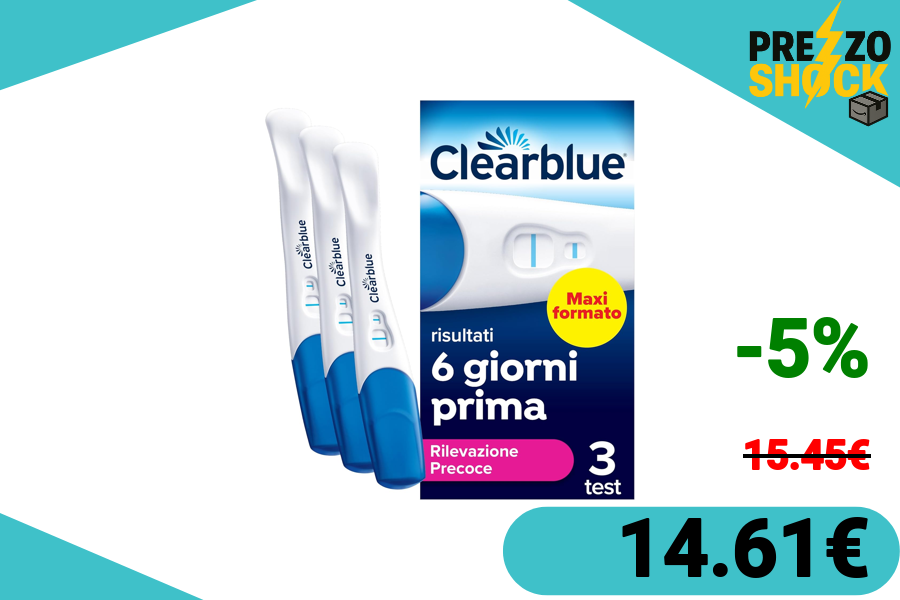 PREZZO
SHOCK
Clearblue
Clearblue
Clearblue
Clearblue
Maxi
formato
risultati
6 giorni
prima
Rilevazione
Precoce
3
test
-5%
15.45€
14.61€